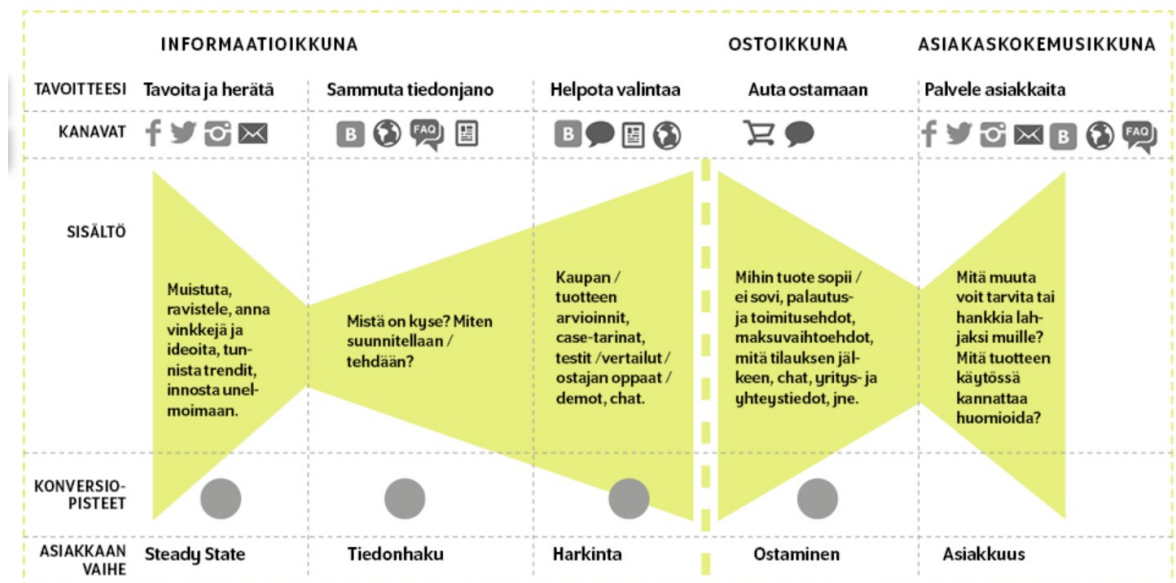 INFORMAATIOIKKUNA
OSTOIKKUNA
ASIAKASKOKEMUSIKKUNA
TAVOITTEESI
Tavoita ja herätä
Sammuta tiedonjano
Helpota valintaa
Auta ostamaan
Palvele asiakkaita
KANAVAT
B
FAQ
B
B
FAQ
SISÄLTÖ
Muistuta,
ravistele, anna
vinkkejä ja
ideoita, tun-
nista trendit,
innosta unel-
moimaan.
Mistä on kyse? Miten
suunnitellaan /
tehdään?
Kaupan /
tuotteen
arvioinnit,
case-tarinat,
testit /vertailut /
ostajan oppaat /
demot, chat.
Mihin tuote sopii /
ei sovi, palautus-
ja toimitusehdot,
maksuvaihtoehdot,
mitä tilauksen jäl-
keen, chat, yritys- ja
yhteystiedot, jne.
Mitä muuta
voit tarvita tai
hankkia lah-
jaksi muille?
Mitä tuotteen
käytössä
kannattaa
huomioida?
KONVERSIO-
PISTEET
ASIAKKAAN
VAIHE
Steady State
Tiedonhaku
Harkinta
Ostaminen
Asiakkuus